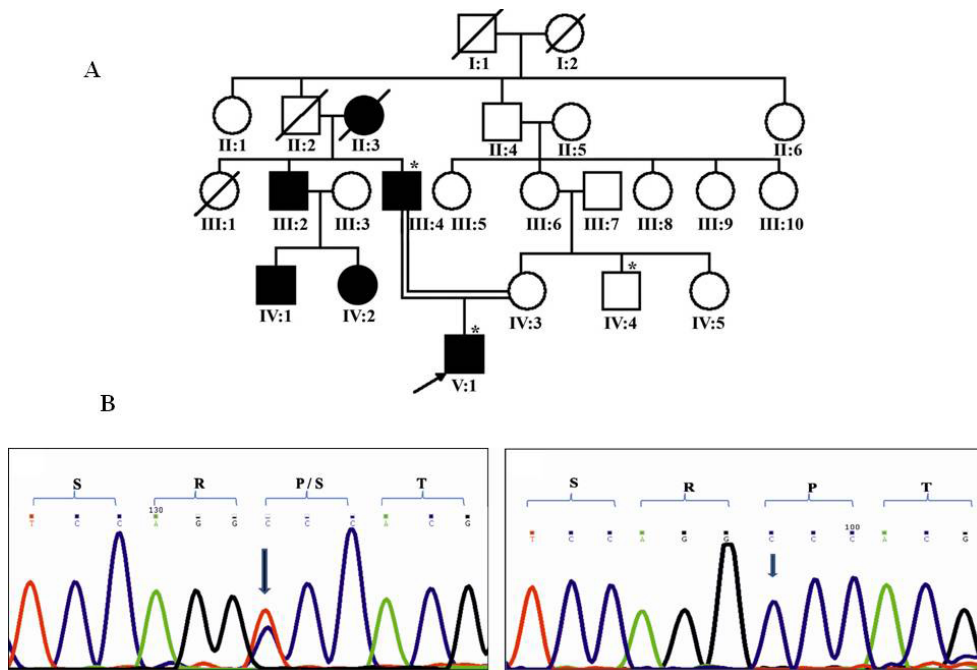 A
I:1 I:2
II:1 II:2 II:3 II:4 II:5 II:6
*
III:1 III:2 III:3 III:4 III:5 III:6 III:7 III:8 III:9 III:10
* 
IV:1 IV:2 IV:3 IV:4 IV:5
*
V:1
B
S R P/S T
130
T C C A G G C C C A C G
S R P T
100
T C C A G G C C C A C G